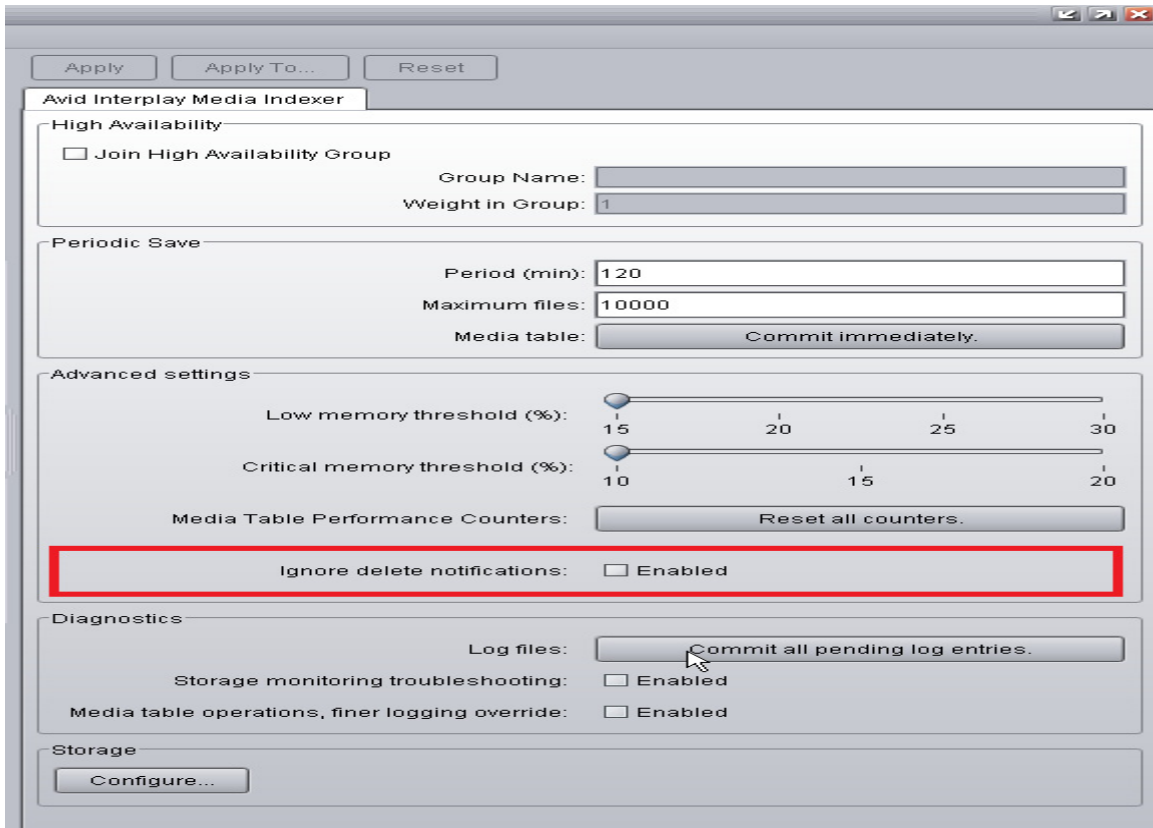 Apply Apply To... Reset
Avid Interplay Media Indexer
High Availability
Join High Availability Group
Group Name:
Weight in Group: 1
Periodic Save
Period (min): 120
Maximum files: 10000
Media table: Commit immediately.
Advanced settings
Low memory threshold (%):
15 20 25 30
Critical memory threshold (%):
10 15 20
Media Table Performance Counters: Reset all counters.
Ignore delete notifications: Enabled
Diagnostics
Log files: Commit all pending log entries.
Storage monitoring troubleshooting: Enabled
Media table operations, finer logging override: Enabled
Storage
Configure...